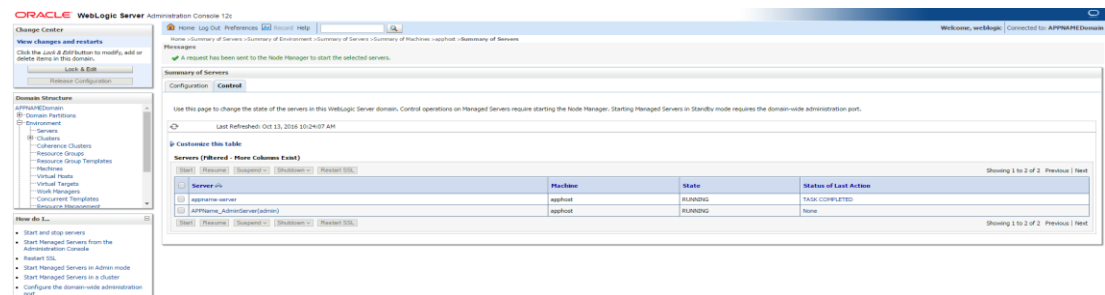 ORACLE WebLogic Server Administration Console 12c
Change Center
View changes and restarts
Click the Lock & Edit button to modify, add or
delete items in this domain.
Lock & Edit
Release Configuration
Domain Structure
APPNAMEDomain
Domain Partitions
Environment
Servers
Clusters
Coherence Clusters
Resource Groups
Resource Group Templates
Machines
Virtual Hosts
Virtual Targets
Work Managers
Concurrent Templates
Resource Management
How do I...
Start and stop servers
Start Managed Servers from the
Administration Console
Restart SSL
Start Managed Servers in Admin mode
Start Managed Servers in a cluster
Configure the domain-wide administration
port
Home Log Out Preferences Record Help
Welcome, weblogic Connected to: APPNAMEDomain
Home >Summary of Servers >Summary of Environment >Summary of Servers >Summary of Machines >apphost >Summary of Servers
Messages
A request has been sent to the Node Manager to start the selected servers.
Summary of Servers
Configuration Control
Use this page to change the state of the servers in this WebLogic Server domain. Control operations on Managed Servers require starting the Node Manager. Starting Managed Servers in Standby mode requires the domain-wide administration port.
Last Refreshed: Oct 13, 2016 10:24:07 AM
Customize this table
Servers (Filtered - More Columns Exist)
Start Resume Suspend Shutdown Restart SSL Showing 1 to 2 of 2 Previous | Next
Server Machine State Status of Last Action
appname-server apphost RUNNING TASK COMPLETED
APPName_AdminServer(admin) apphost RUNNING None
Start Resume Suspend Shutdown Restart SSL Showing 1 to 2 of 2 Previous | Next